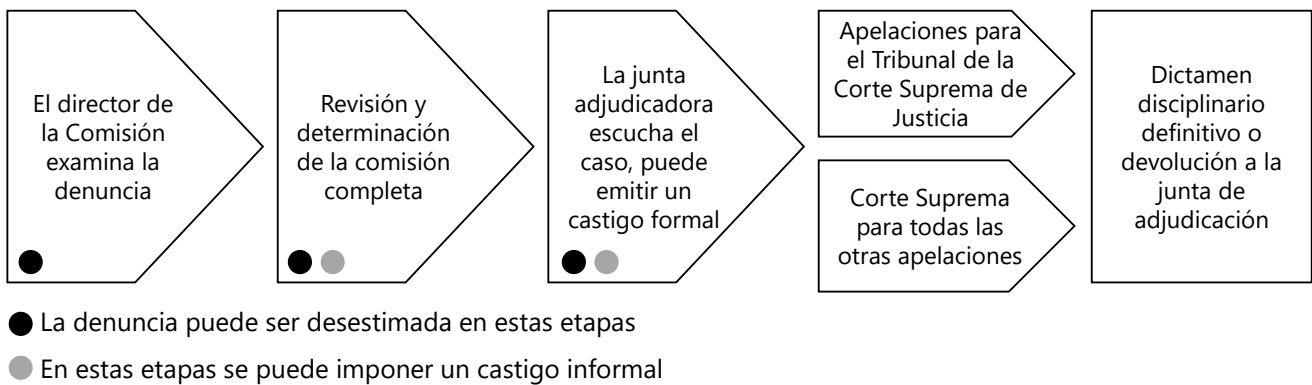 El director de
la Comisión
examina la
denuncia
Revisión y
determinación
de la comisión
completa
La junta
adjudicadora
escucha el
caso, puede
emitir un
castigo formal
Apelaciones para
el Tribunal de la
Corte Suprema de
Justicia
Corte Suprema
para todas las
otras apelaciones
Dictamen
disciplinario
definitivo o
devolución a la
junta de
adjudicación
La denuncia puede ser desestimada en estas etapas
En estas etapas se puede imponer un castigo informal